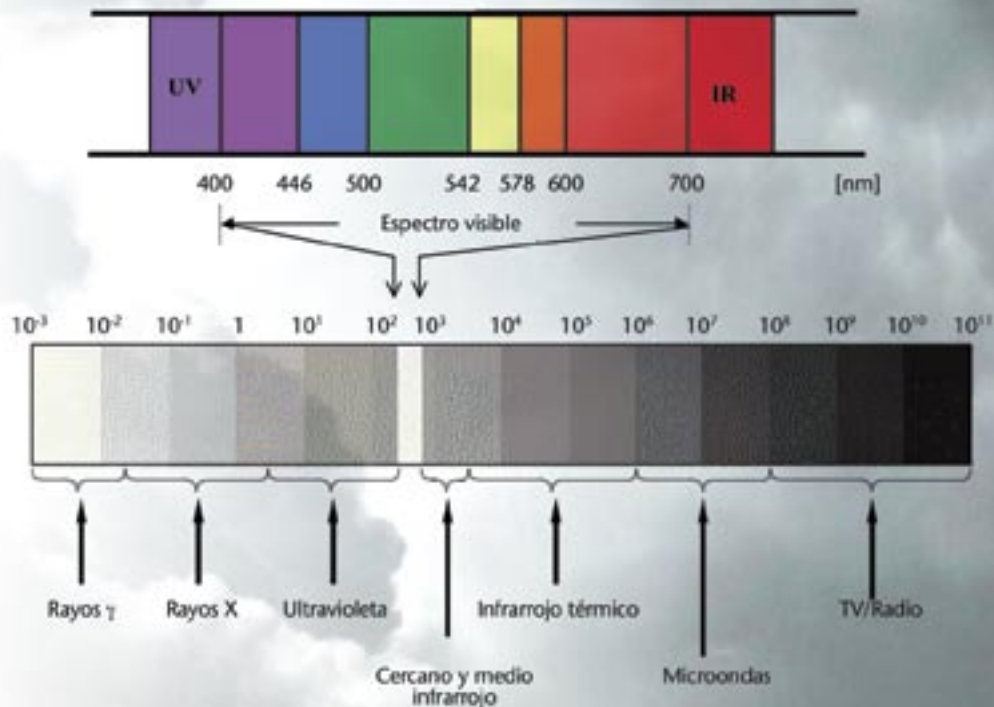 UV IR
400 446 500 542 578 600 700 [nm]
Espectro visible
10⁻³ 10⁻² 10⁻¹ 1 10¹ 10² 10³ 10⁴ 10⁵ 10⁶ 10⁷ 10⁸ 10⁹ 10¹⁰ 10¹¹
Rayos γ Rayos X Ultravioleta Infrarrojo térmico TV/Radio
Cercano y medio
infrarrojo
Microondas